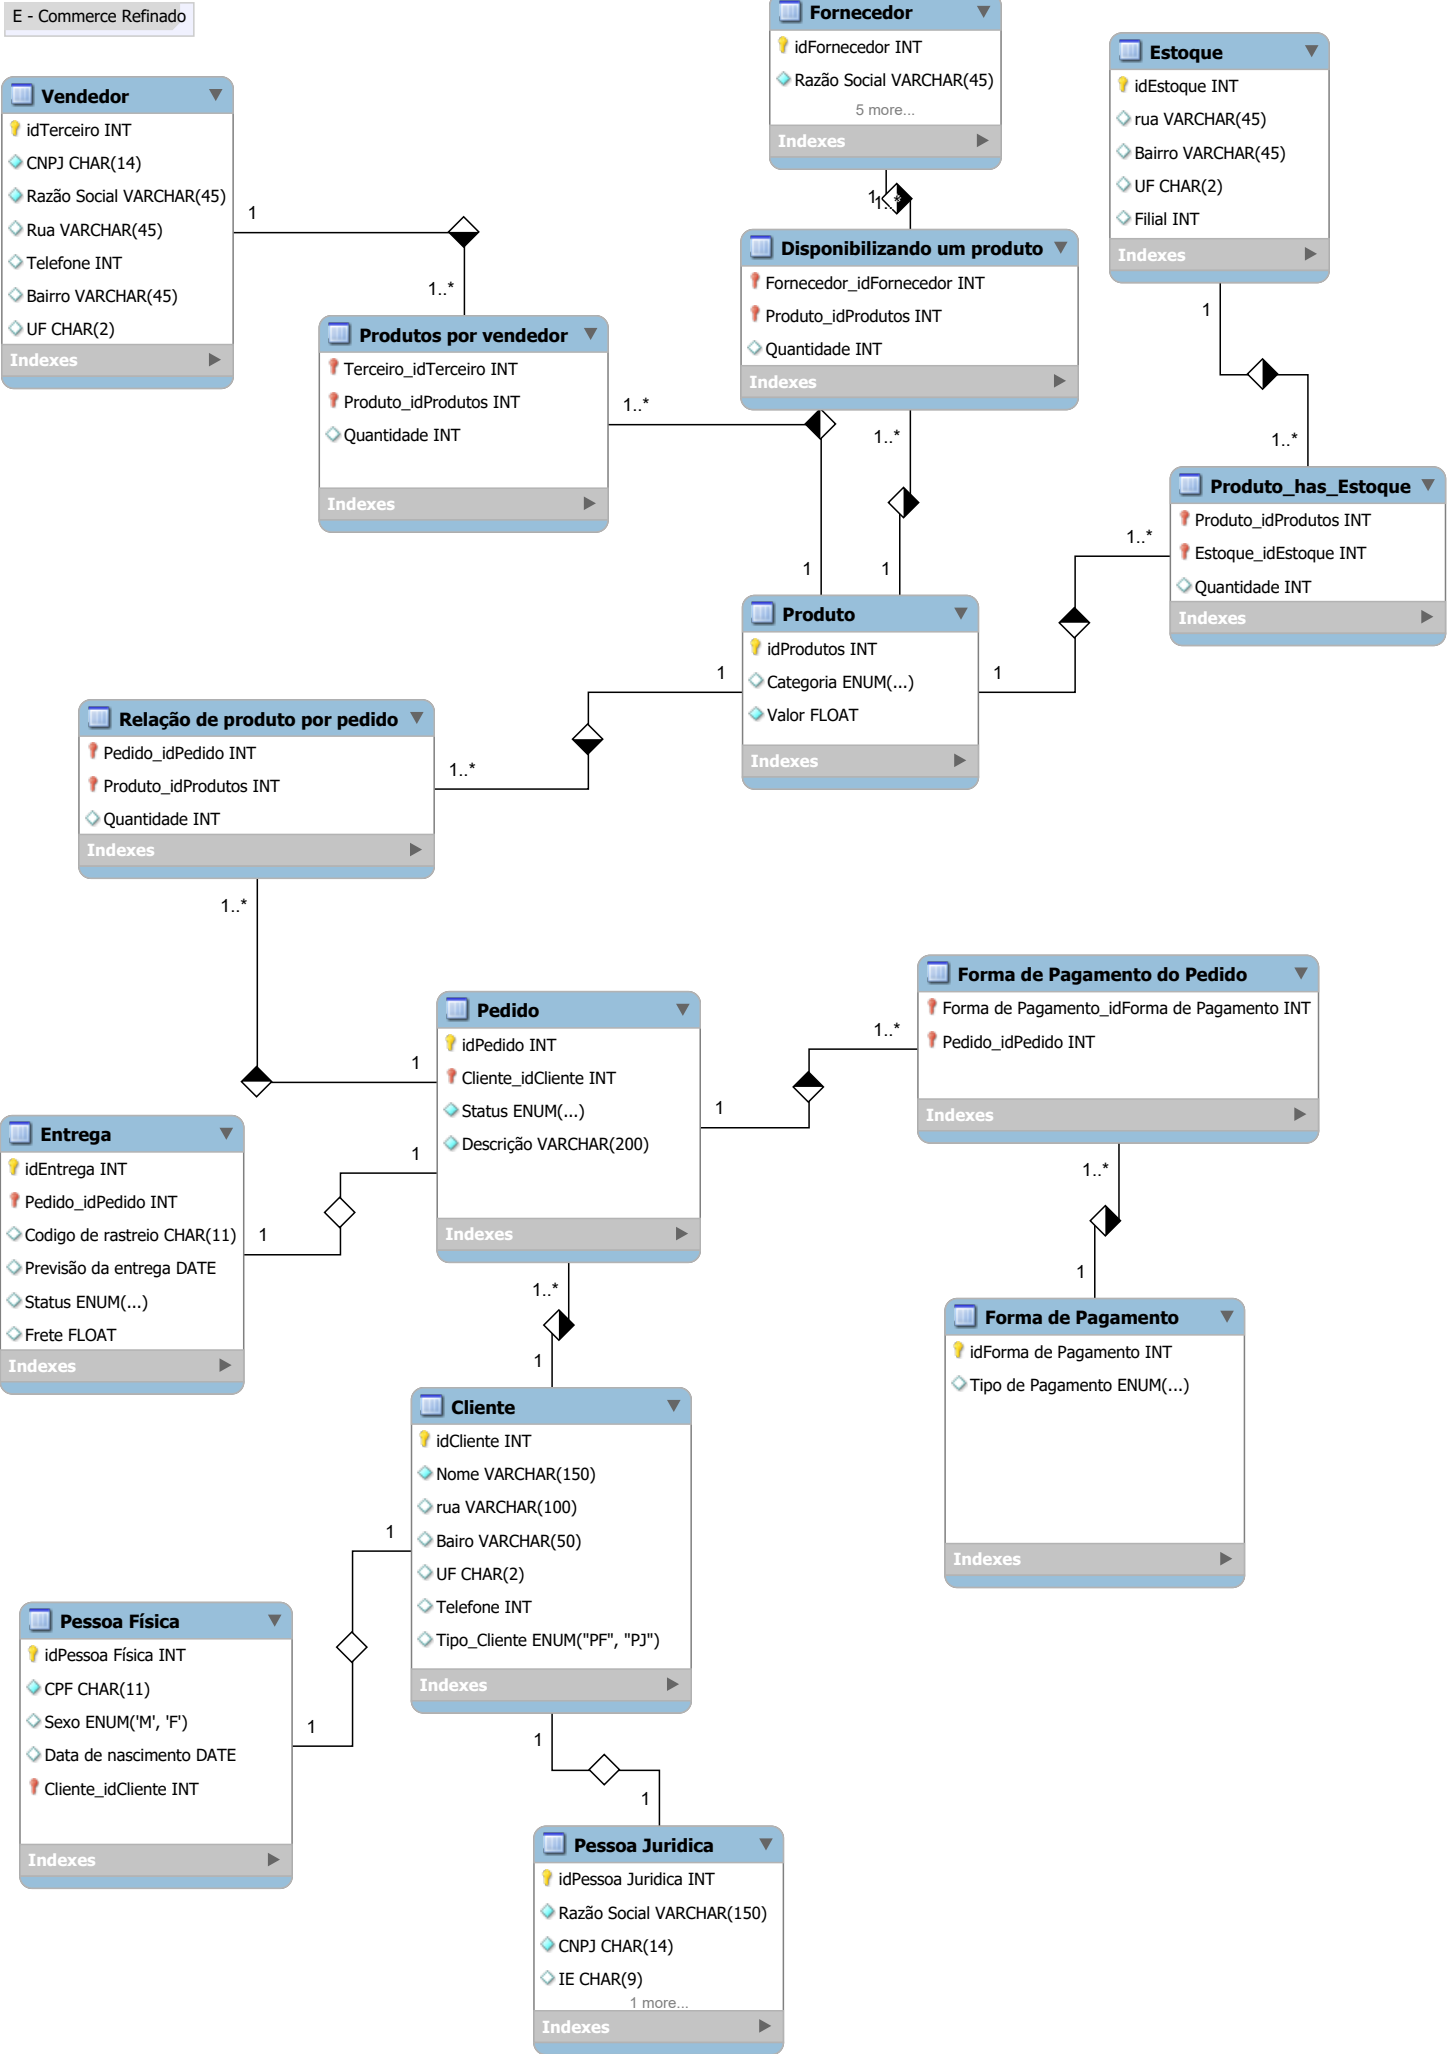 E - Commerce Refinado
Fornecedor
idFornecedor INT
Razão Social VARCHAR(45)
5 more...
Indexes
Estoque
idEstoque INT
rua VARCHAR(45)
Bairro VARCHAR(45)
UF CHAR(2)
Filial INT
Indexes
Vendedor
idTerceiro INT
CNPJ CHAR(14)
Razão Social VARCHAR(45)
Rua VARCHAR(45)
Telefone INT
Bairro VARCHAR(45)
UF CHAR(2)
Indexes
1
1..*
1
1..*
Disponibilizando um produto
Fornecedor_idFornecedor INT
Produto_idProdutos INT
Quantidade INT
Indexes
Produtos por vendedor
Terceiro_idTerceiro INT
Produto_idProdutos INT
Quantidade INT
Indexes
1..*
1
1..*
1
1
1..*
Produto_has_Estoque
Produto_idProdutos INT
Estoque_idEstoque INT
Quantidade INT
Indexes
1..*
1
Produto
idProdutos INT
Categoria ENUM(...)
Valor FLOAT
Indexes
1
1..*
Relação de produto por pedido
Pedido_idPedido INT
Produto_idProdutos INT
Quantidade INT
Indexes
1..*
1
Pedido
idPedido INT
Cliente_idCliente INT
Status ENUM(...)
Descrição VARCHAR(200)
Indexes
1
1..*
Forma de Pagamento do Pedido
Forma de Pagamento_idForma de Pagamento INT
Pedido_idPedido INT
Indexes
1..*
1
Forma de Pagamento
idForma de Pagamento INT
Tipo de Pagamento ENUM(...)
Indexes
Entrega
idEntrega INT
Pedido_idPedido INT
Codigo de rastreio CHAR(11)
Previsão da entrega DATE
Status ENUM(...)
Frete FLOAT
Indexes
1
1
1..*
1
Cliente
idCliente INT
Nome VARCHAR(150)
rua VARCHAR(100)
Bairo VARCHAR(50)
UF CHAR(2)
Telefone INT
Tipo_Cliente ENUM("PF", "PJ")
Indexes
1
1
Pessoa Física
idPessoa Física INT
CPF CHAR(11)
Sexo ENUM('M', 'F')
Data de nascimento DATE
Cliente_idCliente INT
Indexes
1
1
Pessoa Juridica
idPessoa Juridica INT
Razão Social VARCHAR(150)
CNPJ CHAR(14)
IE CHAR(9)
1 more...
Indexes